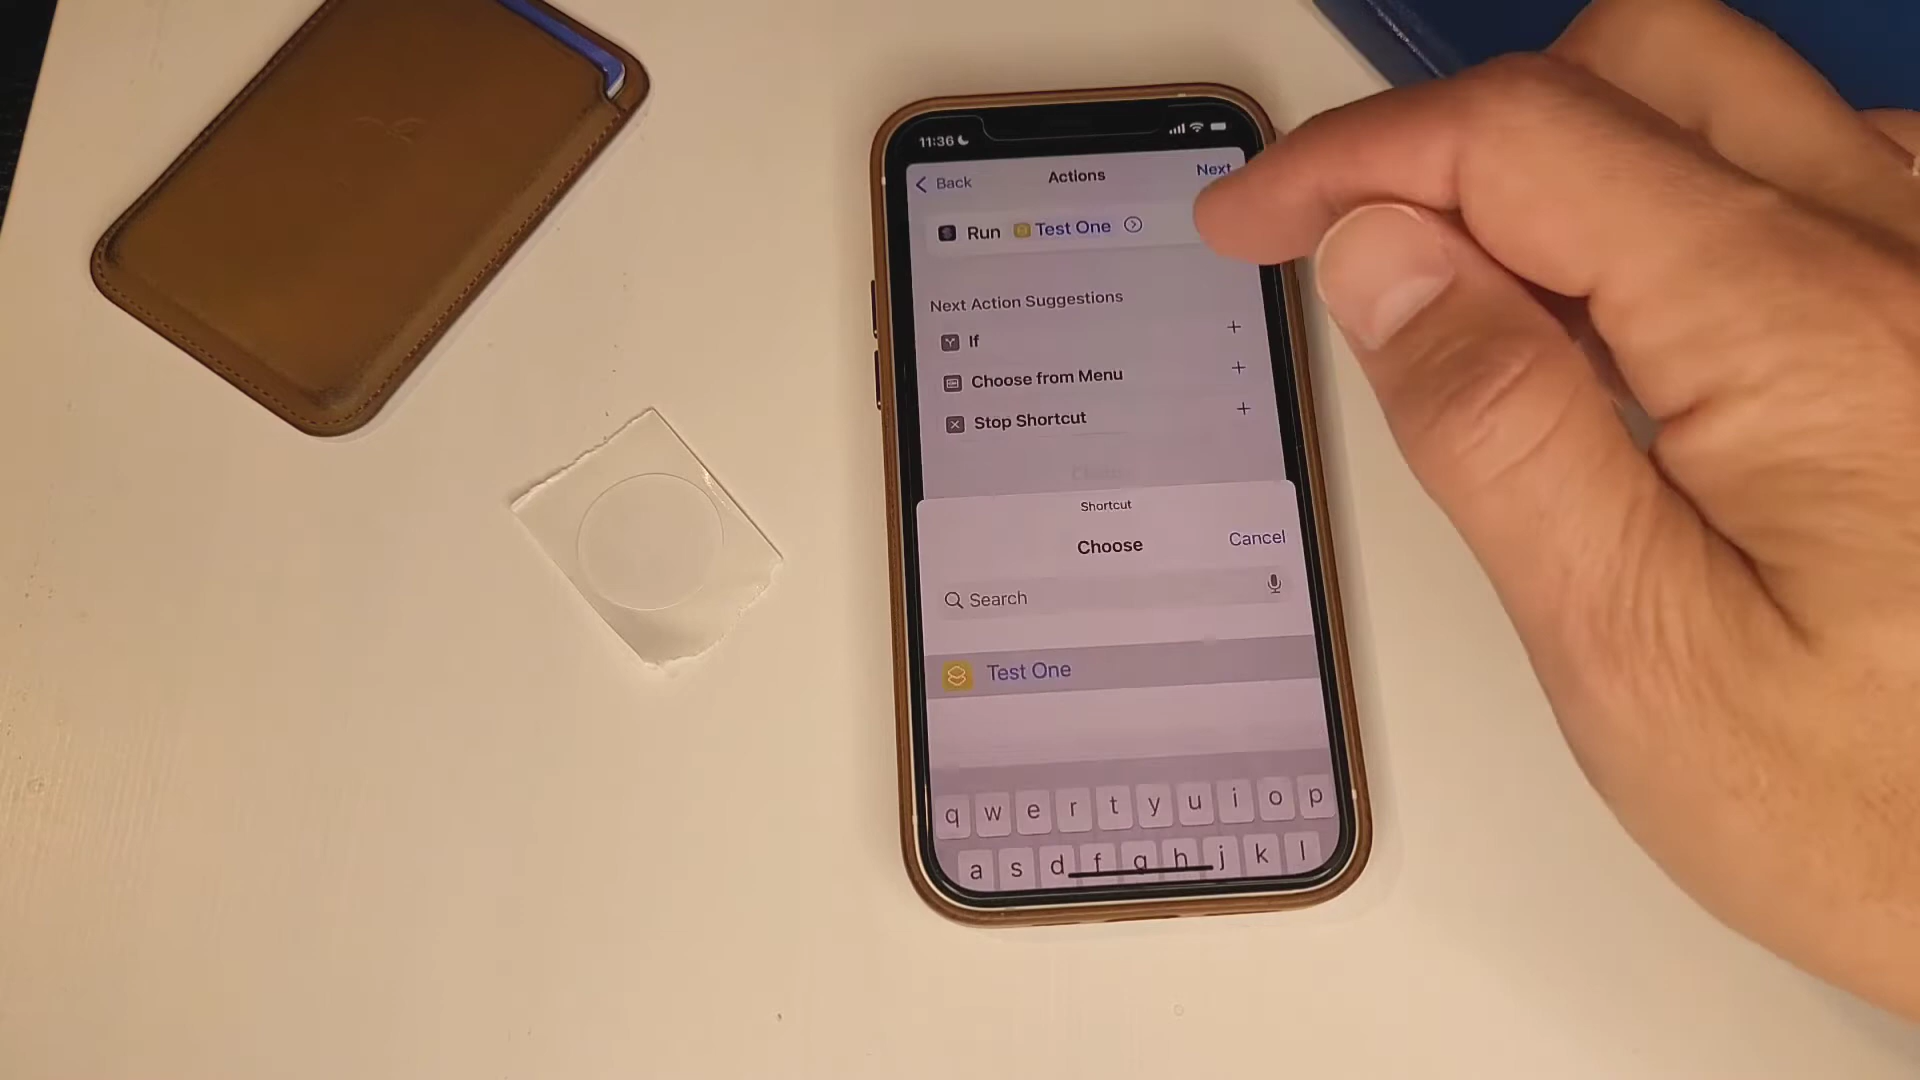 11:36
Back
Actions
Next
Run Test One
Next Action Suggestions
If
Choose from Menu
Stop Shortcut
Choose
Shortcut
Choose
Cancel
Search
Test One
q w e r t y u i o p
a s d f g h j k l